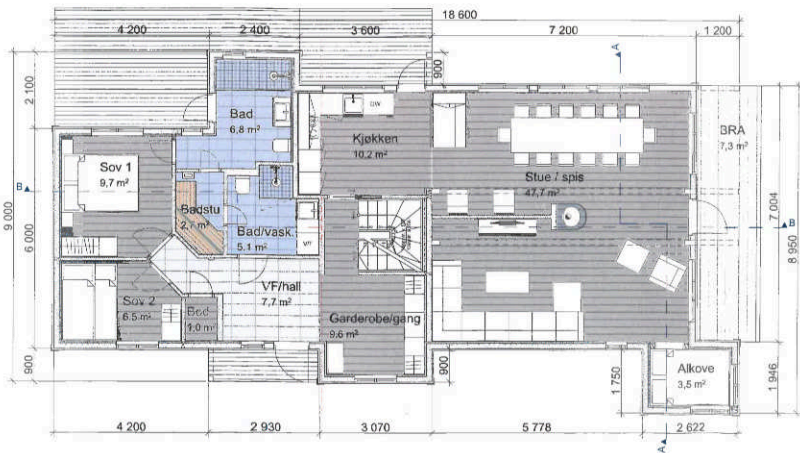 18 600
4 200
2 400
3 600
7 200
1 200
A
900
2 100
Bad
6,8 m²
DW
Kjøkken
10,2 m²
BRA
7,3 m²
Sov 1
9,7 m²
Stue / spis
47,7 m²
B
B
Badstu
2,7 m²
Bad/vask.
5,1 m²
9 000
6 000
7 004
8 950
VF/hall
7,7 m²
Sov 2
6,5 m²
Bod
1,0 m²
Garderobe/gang
9,6 m²
900
900
1 750
Alkove
3,5 m²
1 946
4 200
2 930
3 070
5 778
2 622
A